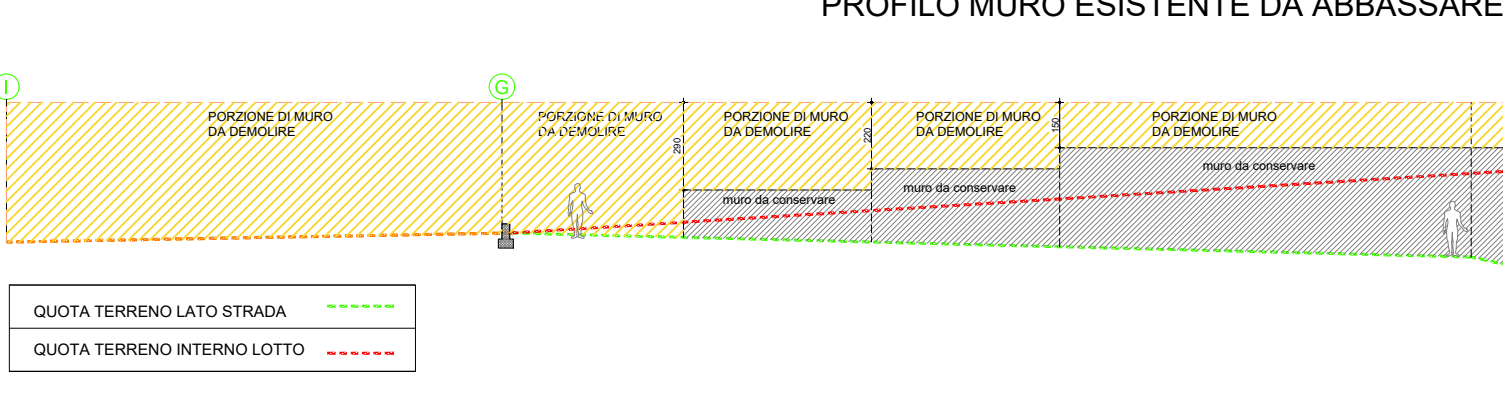 PROFILO MURO ESISTENTE DA ABBASSARE
I
G
PORZIONE DI MURO
DA DEMOLIRE
PORZIONE DI MURO
DA DEMOLIRE
290
PORZIONE DI MURO
DA DEMOLIRE
220
PORZIONE DI MURO
DA DEMOLIRE
150
PORZIONE DI MURO
DA DEMOLIRE
muro da conservare
muro da conservare
muro da conservare
QUOTA TERRENO LATO STRADA
QUOTA TERRENO INTERNO LOTTO